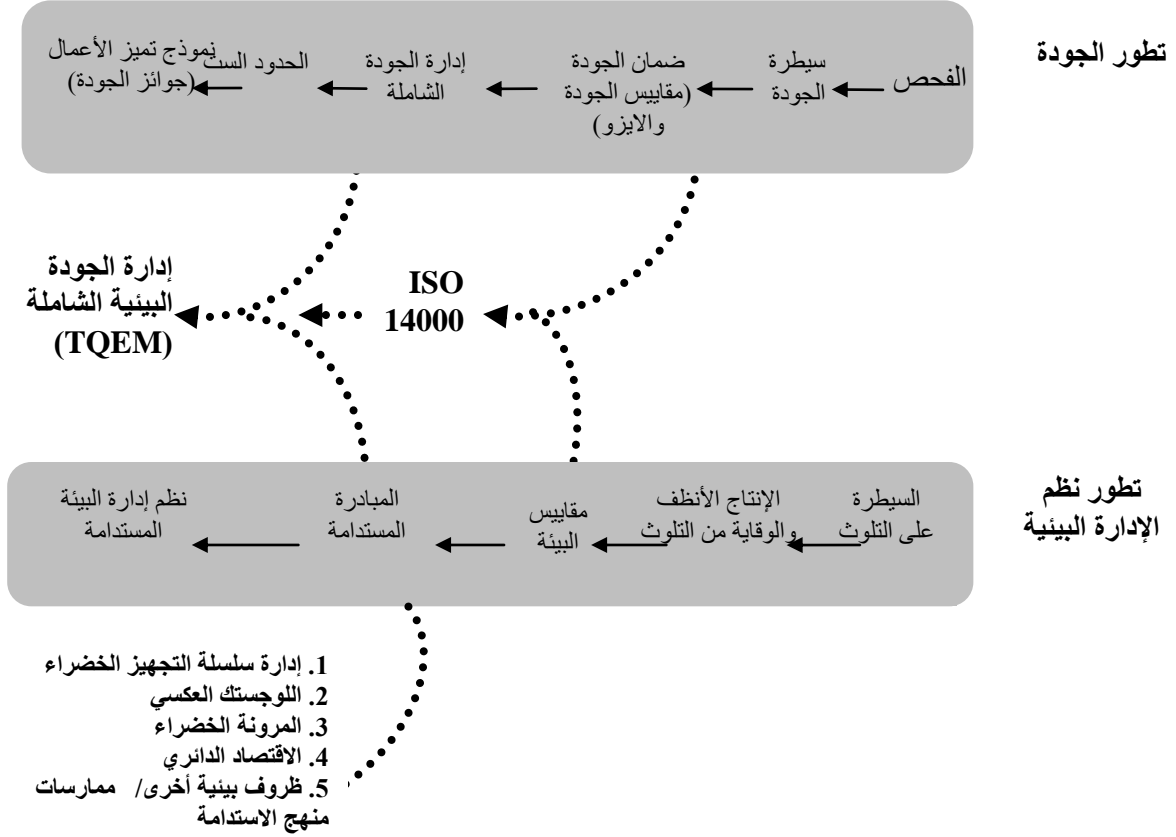 تطور الجودة
الفحص
سيطرة
الجودة
ضمان الجودة
(مقاييس الجودة
والايزو)
إدارة الجودة
الشاملة
الحدود الست
نموذج تميز الأعمال
(جوائز الجودة)
ISO
14000
إدارة الجودة
البيئية الشاملة
(TQEM)
تطور نظم
الإدارة البيئية
السيطرة
على التلوث
الإنتاج الأنظف
والوقاية من التلوث
مقاييس
البيئة
المبادرة
المستدامة
نظم إدارة البيئة
المستدامة
1. إدارة سلسلة التجهيز الخضراء
2. اللوجستك العكسي
3. المرونة الخضراء
4. الاقتصاد الدائري
5. ظروف بيئية أخرى/ ممارسات
منهج الاستدامة